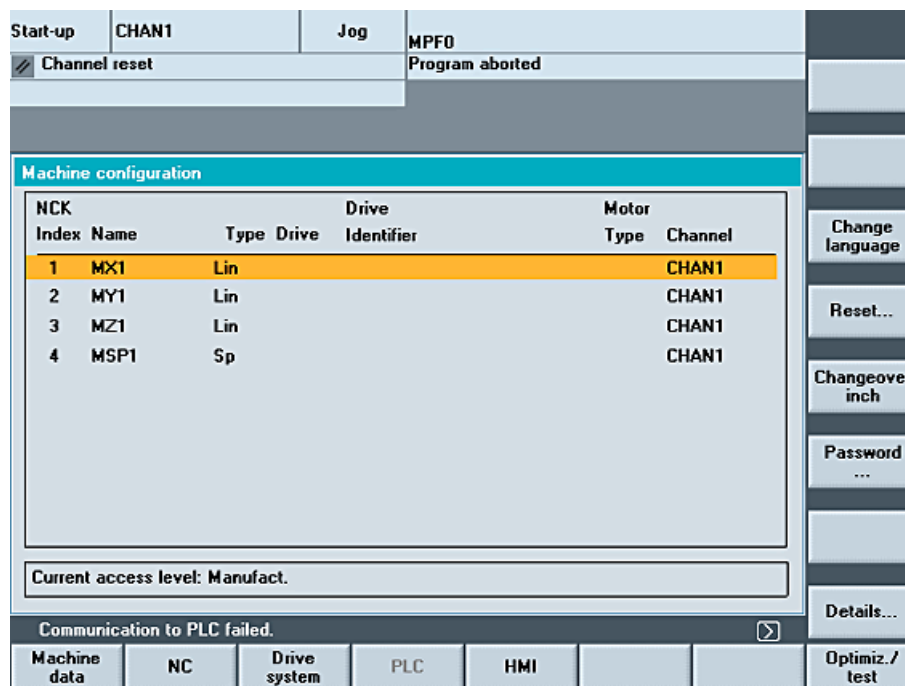 Start-up CHAN1 Jog MPF0
Channel reset Program aborted
Machine configuration
NCK Drive Motor
Index Name Type Drive Identifier Type Channel
1 MX1 Lin CHAN1
2 MY1 Lin CHAN1
3 MZ1 Lin CHAN1
4 MSP1 Sp CHAN1
Current access level: Manufact.
Communication to PLC failed.
Change
language
Reset...
Changeove
inch
Password
...
Details...
Machine
data
NC
Drive
system
PLC
HMI
Optimiz./
test